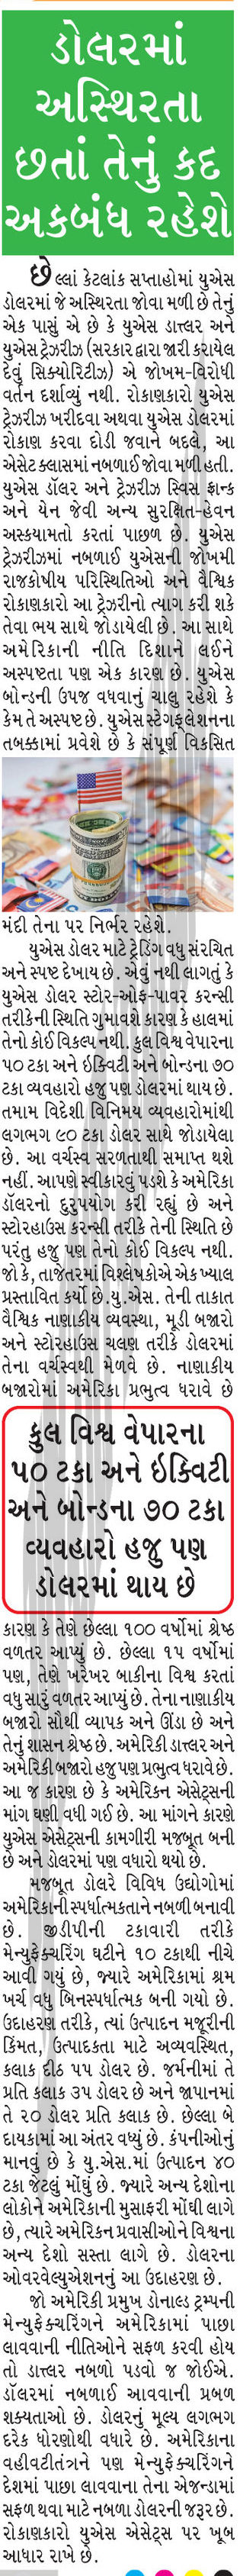 ડોલરમાં
અસ્થિરતા
છતાં તેનું કદ
અકબંધ રહેશે
છેલ્લાં કેટલાંક સપ્તાહોમાં યુએસ
ડોલરમાં જે અસ્થિરતા જોવા મળી છે તેનું
એક પાસું એ છે કે યુએસ ડાલર અને
યુએસ ટ્રેઝરીઝ (સરકાર દ્વારા જારી કરાયેલ
દેવું સિક્યોરિટીઝ) એ જોખમ-વિરોધી
વર્તન દર્શાવ્યું નથી. રોકાણકારો યુએસ
ટ્રેઝરીઝ ખરીદવા અથવા યુએસ ડોલરમાં
રોકાણ કરવા દોડી જવાને બદલે, આ
એસેટ ક્લાસમાં નબળાઈ જોવા મળી હતી.
યુએસ ડૉલર અને ટ્રેઝરીઝ સ્વિસ ફ્રાન્ક
અને યેન જેવી અન્ય સુરક્ષિત-હેવન
અસ્કયામતો કરતાં પાછળ છે. યુએસ
ટ્રેઝરીઝમાં નબળાઈ યુએસની જોખમી
રાજકોષીય પરિસ્થિતિઓ અને વૈશ્વિક
રોકાણકારો આ ટ્રેઝરીનો ત્યાગ કરી શકે
તેવા ભય સાથે જોડાયેલી છે. આ સાથે
અમેરિકાની નીતિ દિશાને લઈને
અસ્પષ્ટતા પણ એક કારણ છે. યુએસ
બોન્ડની ઉપજ વધવાનું ચાલુ રહેશે કે
કેમ તે અસ્પષ્ટ છે. યુએસ સ્ટેગફ્લેશનના
તબક્કામાં પ્રવેશે છે કે સંપૂર્ણ વિકસિત
મંદી તેના પર નિર્ભર રહેશે.
યુએસ ડોલર માટે ટ્રેડિંગ વધુ સંરચિત
અને સ્પષ્ટ દેખાય છે. એવું નથી લાગતું કે
યુએસ ડોલર સ્ટોર-ઓફ-પાવર કરન્સી
તરીકેની સ્થિતિ ગુમાવશે કારણ કે હાલમાં
તેનો કોઈ વિકલ્પ નથી. કુલ વિશ્વ વેપારના
૫૦ ટકા અને ઇક્વિટી અને બોન્ડના ૭૦
ટકા વ્યવહારો હજુ પણ ડોલરમાં થાય છે.
તમામ વિદેશી વિનિમય વ્યવહારોમાંથી
લગભગ ૯૦ ટકા ડોલર સાથે જોડાયેલા
છે. આ વર્ચસ્વ સરળતાથી સમાપ્ત થશે
નહીં. આપણે સ્વીકારવું પડશે કે અમેરિકા
ડૉલરનો દુરુપયોગ કરી રહ્યું છે અને
સ્ટોરહાઉસ કરન્સી તરીકે તેની સ્થિતિ છે
પરંતુ હજુ પણ તેનો કોઈ વિકલ્પ નથી.
જો કે, તાજેતરમાં વિશ્લેષકોએ એક ખ્યાલ
પ્રસ્તાવિત કર્યો છે.યુ.એસ. તેની તાકાત
વૈશ્વિક નાણાકીય વ્યવસ્થા, મૂડી બજારો
અને સ્ટોરહાઉસ ચલણ તરીકે ડોલરમાં
તેના વર્ચસ્વથી મેળવે છે. નાણાકીય
બજારોમાં અમેરિકા પ્રભુત્વ ધરાવે છે
કુલ વિશ્વ વેપારના
૫૦ ટકા અને ઇક્વિટી
અને બોન્ડના ૭૦ ટકા
વ્યવહારો હજુ પણ
ડોલરમાં થાય છે
કારણ કે તેણે છેલ્લા ૧૦૦ વર્ષોમાં શ્રેષ્ઠ
વળતર આપ્યું છે. છેલ્લા ૧૫ વર્ષોમાં
પણ, તેણે ખરેખર બાકીના વિશ્વ કરતાં
વધુ સારું વળતર આપ્યું છે. તેના નાણાકીય
બજારો સૌથી વ્યાપક અને ઊંડા છે અને
તેનું શાસન શ્રેષ્ઠ છે. અમેરિકી ડાલર અને
અમેરિકી બજારો હજુ પણ પ્રભુત્વ ધરાવે છે.
આ જ કારણ છે કે અમેરિકન એસેટ્સની
માંગ ઘણી વધી ગઈ છે. આ માંગને કારણે
યુએસ એસેટ્સની કામગીરી મજબૂત બની
છે અને ડોલરમાં પણ વધારો થયો છે.
મજબૂત ડોલરે વિવિધ ઉદ્યોગોમાં
અમેરિકાની સ્પર્ધાત્મકતાને નબળી બનાવી
છે. જીડીપીની ટકાવારી તરીકે
મેન્યુફેક્ચરિંગ ઘટીને ૧૦ ટકાથી નીચે
આવી ગયું છે, જ્યારે અમેરિકામાં શ્રમ
ખર્ચ વધુ બિનસ્પર્ધાત્મક બની ગયો છે.
ઉદાહરણ તરીકે, ત્યાં ઉત્પાદન મજૂરીની
કિંમત, ઉત્પાદકતા માટે અવ્યવસ્થિત,
કલાક દીઠ ૫૫ ડોલર છે. જર્મનીમાં તે
પ્રતિ કલાક ૩૫ ડોલર છે અને જાપાનમાં
તે ૨૦ ડોલર પ્રતિ કલાક છે. છેલ્લા બે
દાયકામાં આ અંતર વધ્યું છે. કંપનીઓનું
માનવું છે કે યુ.એસ.માં ઉત્પાદન ૪૦
ટકા જેટલું મોંઘું છે. જ્યારે અન્ય દેશોના
લોકોને અમેરિકાની મુસાફરી મોંઘી લાગે
છે, ત્યારે અમેરિકન પ્રવાસીઓને વિશ્વના
અન્ય દેશો સસ્તા લાગે છે. ડોલરના
ઓવરવેલ્યુએશનનું આ ઉદાહરણ છે.
જો અમેરિકી પ્રમુખ ડોનાલ્ડ ટ્રમ્પની
મેન્યુફેક્ચરિંગને અમેરિકામાં પાછા
લાવવાની નીતિઓને સફળ કરવી હોય
તો ડાલર નબળો પડવો જ જોઈએ.
ડૉલરમાં નબળાઈ આવવાની પ્રબળ
શક્યતાઓ છે. ડોલરનું મૂલ્ય લગભગ
દરેક ધોરણોથી વધારે છે. અમેરિકાના
વહીવટીતંત્રને પણ મેન્યુફેક્ચરિંગને
દેશમાં પાછા લાવવાના તેના એજન્ડામાં
સફળ થવા માટે નબળા ડોલરની જરૂર છે.
રોકાણકારો યુએસ એસેટ્સ પર ખૂબ
આધાર રાખે છે.